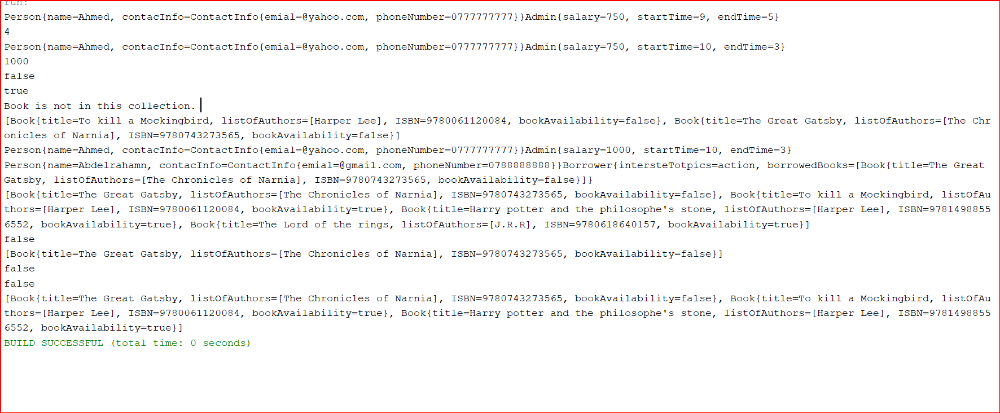 run:
Person{name=Ahmed, contacInfo=ContactInfo{emial=@yahoo.com, phoneNumber=0777777777}}Admin{salary=750, startTime=9, endTime=5}
4
Person{name=Ahmed, contacInfo=ContactInfo{emial=@yahoo.com, phoneNumber=0777777777}}Admin{salary=750, startTime=10, endTime=3}
1000
false
true
Book is not in this collection.
[Book{title=To kill a Mockingbird, listOfAuthors=[Harper Lee], ISBN=9780061120084, bookAvailability=false}, Book{title=The Great Gatsby, listOfAuthors=[The Chr
onicles of Narnia], ISBN=9780743273565, bookAvailability=false}]
Person{name=Ahmed, contacInfo=ContactInfo{emial=@yahoo.com, phoneNumber=0777777777}}Admin{salary=1000, startTime=10, endTime=3}
Person{name=Abdelrahamn, contacInfo=ContactInfo{emial=@gmail.com, phoneNumber=0788888888}}Borrower{intersteTotpics=action, borrowedBooks=[Book{title=The Great
Gatsby, listOfAuthors=[The Chronicles of Narnia], ISBN=9780743273565, bookAvailability=false}]}
[Book{title=The Great Gatsby, listOfAuthors=[The Chronicles of Narnia], ISBN=9780743273565, bookAvailability=false}, Book{title=To kill a Mockingbird, listOfAu
thors=[Harper Lee], ISBN=9780061120084, bookAvailability=true}, Book{title=Harry potter and the philosophe's stone, listOfAuthors=[Harper Lee], ISBN=9781498855
6552, bookAvailability=true}, Book{title=The Lord of the rings, listOfAuthors=[J.R.R], ISBN=9780618640157, bookAvailability=true}]
false
[Book{title=The Great Gatsby, listOfAuthors=[The Chronicles of Narnia], ISBN=9780743273565, bookAvailability=false}]
false
false
[Book{title=The Great Gatsby, listOfAuthors=[The Chronicles of Narnia], ISBN=9780743273565, bookAvailability=false}, Book{title=To kill a Mockingbird, listOfAu
thors=[Harper Lee], ISBN=9780061120084, bookAvailability=true}, Book{title=Harry potter and the philosophe's stone, listOfAuthors=[Harper Lee], ISBN=9781498855
6552, bookAvailability=true}]
BUILD SUCCESSFUL (total time: 0 seconds)